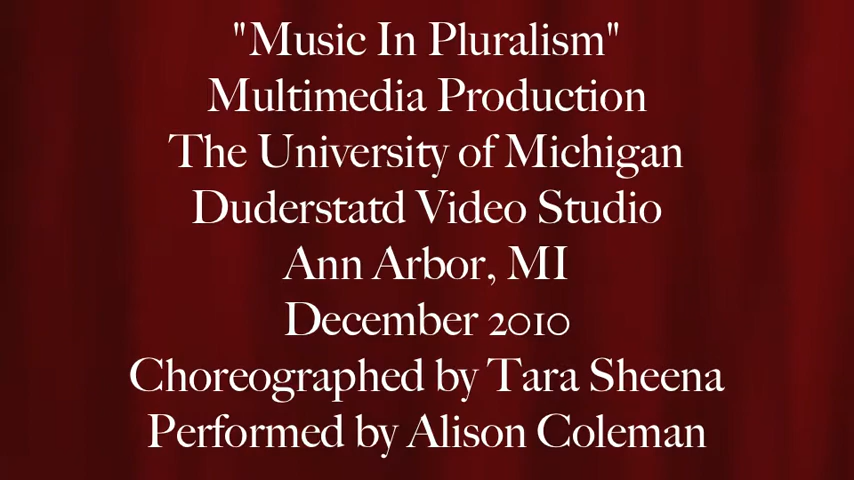 "Music In Pluralism"
Multimedia Production
The University of Michigan
Duderstatd Video Studio
Ann Arbor, MI
December 2010
Choreographed by Tara Sheena
Performed by Alison Coleman